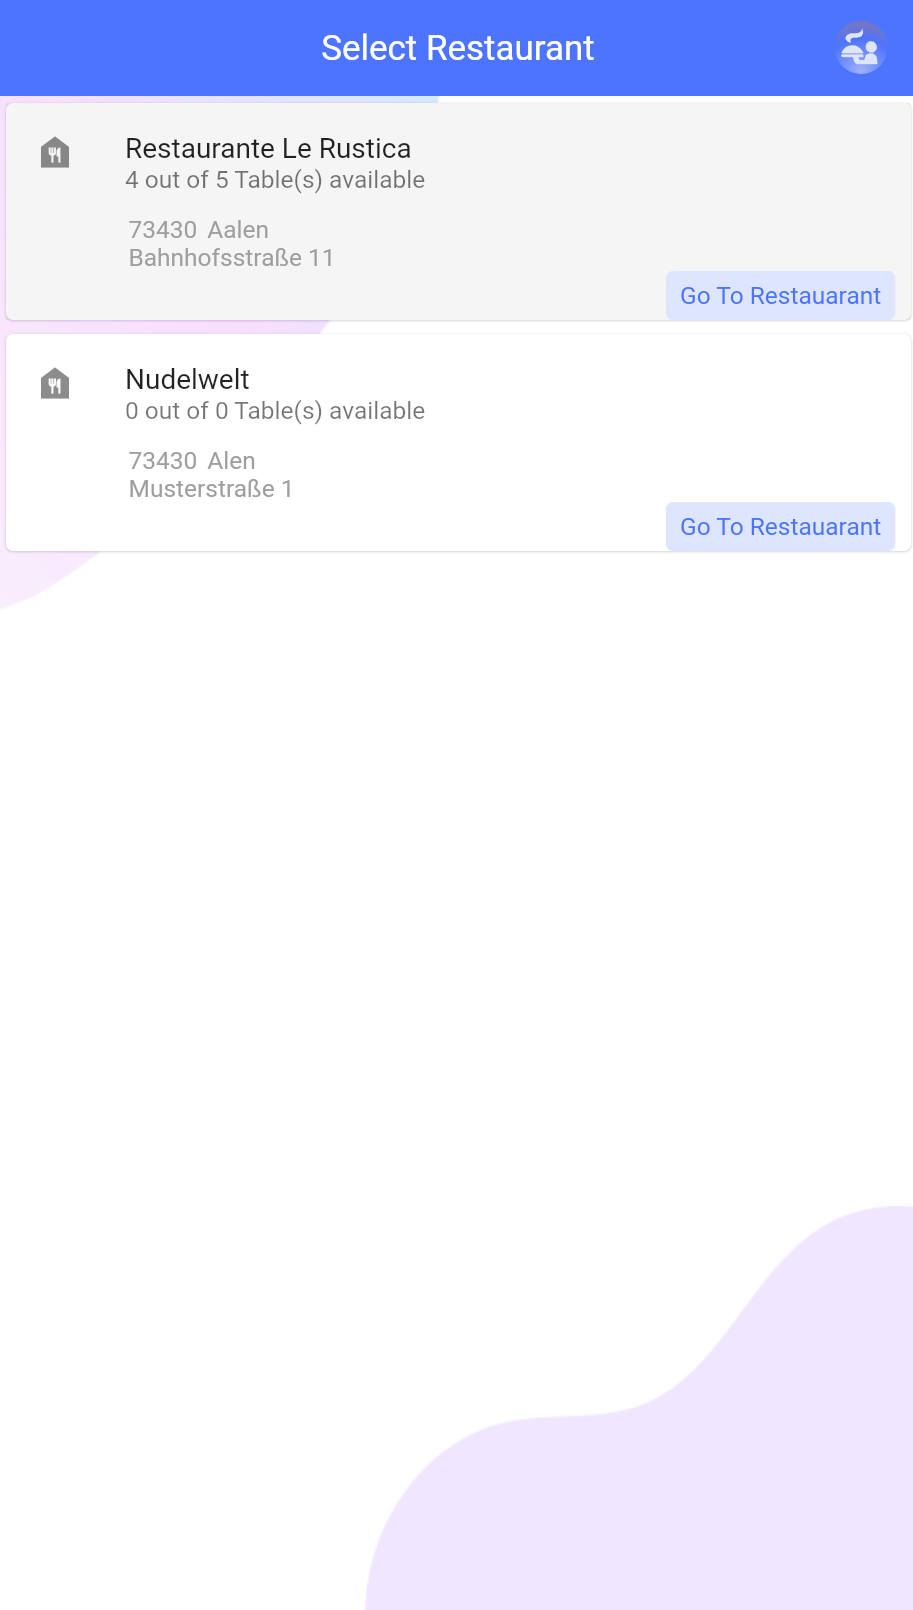 Select Restaurant
Restaurante Le Rustica
4 out of 5 Table(s) available
73430 Aalen
Bahnhofsstraße 11
Go To Restauarant
Nudelwelt
0 out of 0 Table(s) available
73430 Alen
Musterstraße 1
Go To Restauarant